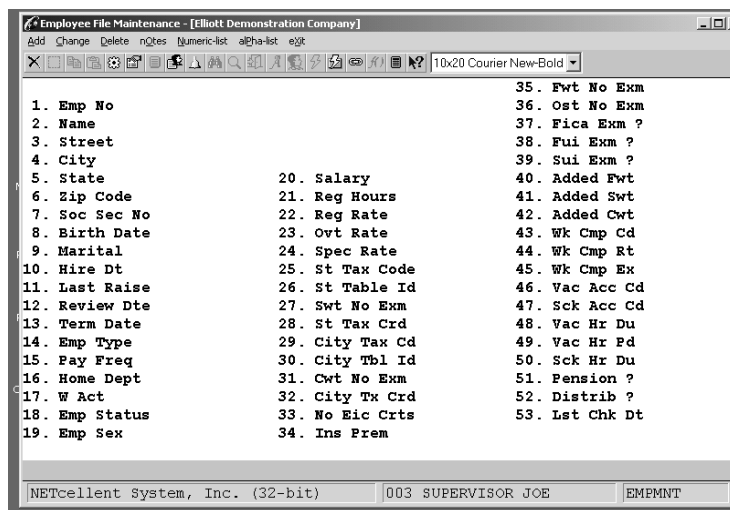 Employee File Maintenance - [Elliott Demonstration Company]
Add Change Delete nOtes Numeric-list alPha-list eXit
10x20 Courier New-Bold
1. Emp No
2. Name
3. Street
4. City
5. State
6. Zip Code
7. Soc Sec No
8. Birth Date
9. Marital
10. Hire Dt
11. Last Raise
12. Review Dte
13. Term Date
14. Emp Type
15. Pay Freq
16. Home Dept
17. W Act
18. Emp Status
19. Emp Sex
20. Salary
21. Reg Hours
22. Reg Rate
23. Ovt Rate
24. Spec Rate
25. St Tax Code
26. St Table Id
27. Swt No Exm
28. St Tax Crd
29. City Tax Cd
30. City Tbl Id
31. Cwt No Exm
32. City Tx Crd
33. No Eic Crts
34. Ins Prem
35. Fwt No Exm
36. Ost No Exm
37. Fica Exm ?
38. Fui Exm ?
39. Sui Exm ?
40. Added Fwt
41. Added Swt
42. Added Cwt
43. Wk Cmp Cd
44. Wk Cmp Rt
45. Wk Cmp Ex
46. Vac Acc Cd
47. Sck Acc Cd
48. Vac Hr Du
49. Vac Hr Pd
50. Sck Hr Du
51. Pension ?
52. Distrib ?
53. Lst Chk Dt
NETcellent System, Inc. (32-bit) 003 SUPERVISOR JOE EMPMNT